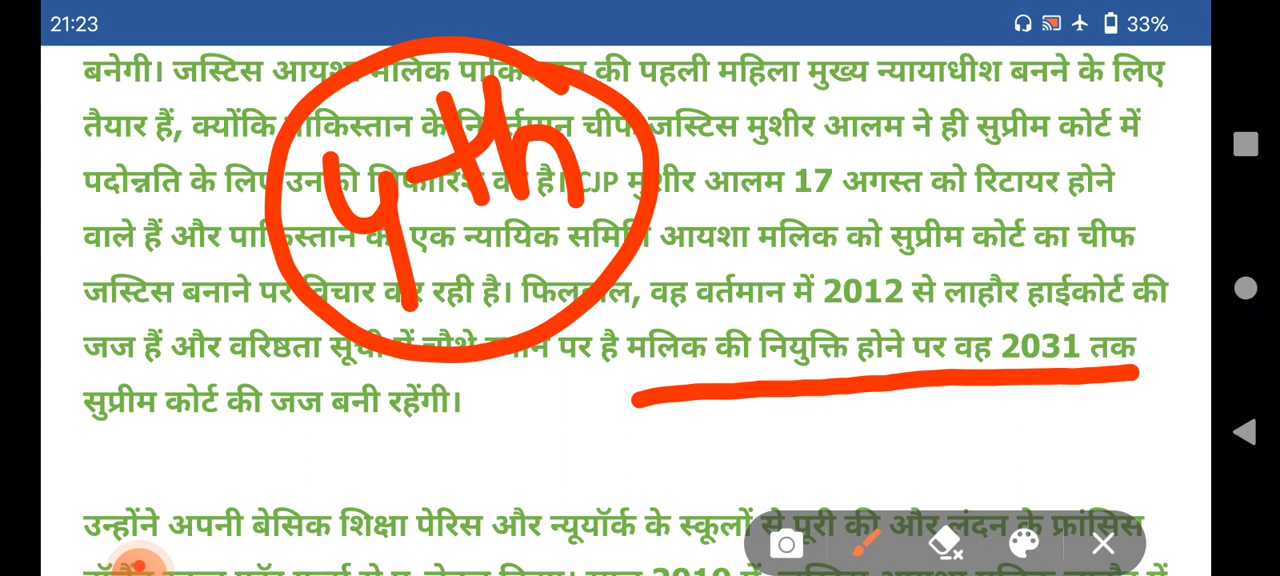 21:23 33%
बनेगी। जस्टिस आयशा मलिक पाकिस्तान की पहली महिला मुख्य न्यायाधीश बनने के लिए
तैयार हैं, क्योंकि पाकिस्तान के निवर्तमान चीफ जस्टिस मुशीर आलम ने ही सुप्रीम कोर्ट में
पदोन्नति के लिए उनकी सिफारिश की है। CJP मुशीर आलम 17 अगस्त को रिटायर होने
वाले हैं और पाकिस्तान की एक न्यायिक समिति आयशा मलिक को सुप्रीम कोर्ट का चीफ
जस्टिस बनाने पर विचार कर रही है। फिलहाल, वह वर्तमान में 2012 से लाहौर हाईकोर्ट की
जज हैं और वरिष्ठता सूची में चौथे स्थान पर है मलिक की नियुक्ति होने पर वह 2031 तक
सुप्रीम कोर्ट की जज बनी रहेंगी।
4th
उन्होंने अपनी बेसिक शिक्षा पेरिस और न्यूयॉर्क के स्कूलों से पूरी की और लंदन के फ्रांसिस